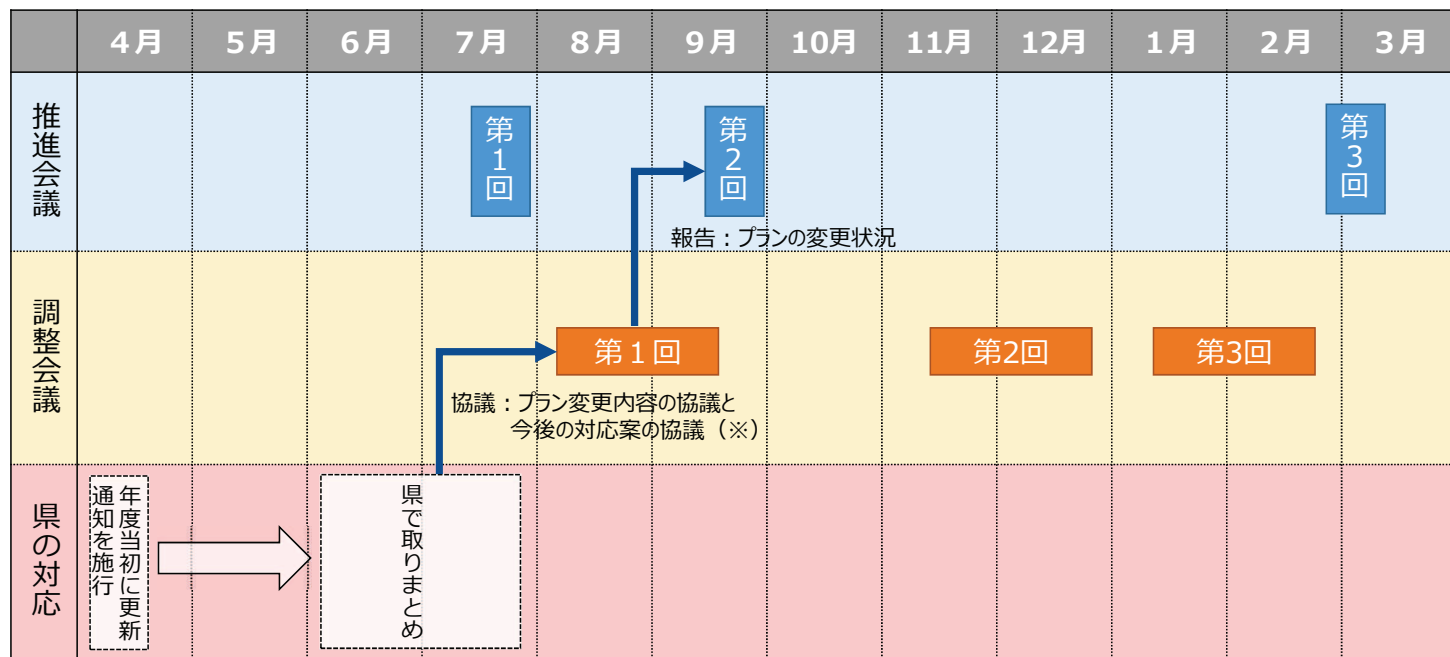 ４月 ５月 ６月 ７月 ８月 ９月 10月 11月 12月 １月 ２月 ３月
推進会議
第１回
第２回
第３回
報告：プランの変更状況
調整会議
第１回
第2回
第3回
協議：プラン変更内容の協議と
今後の対応案の協議（※）
県の対応
年度当初に更新
通知を施行
県で取りまとめ